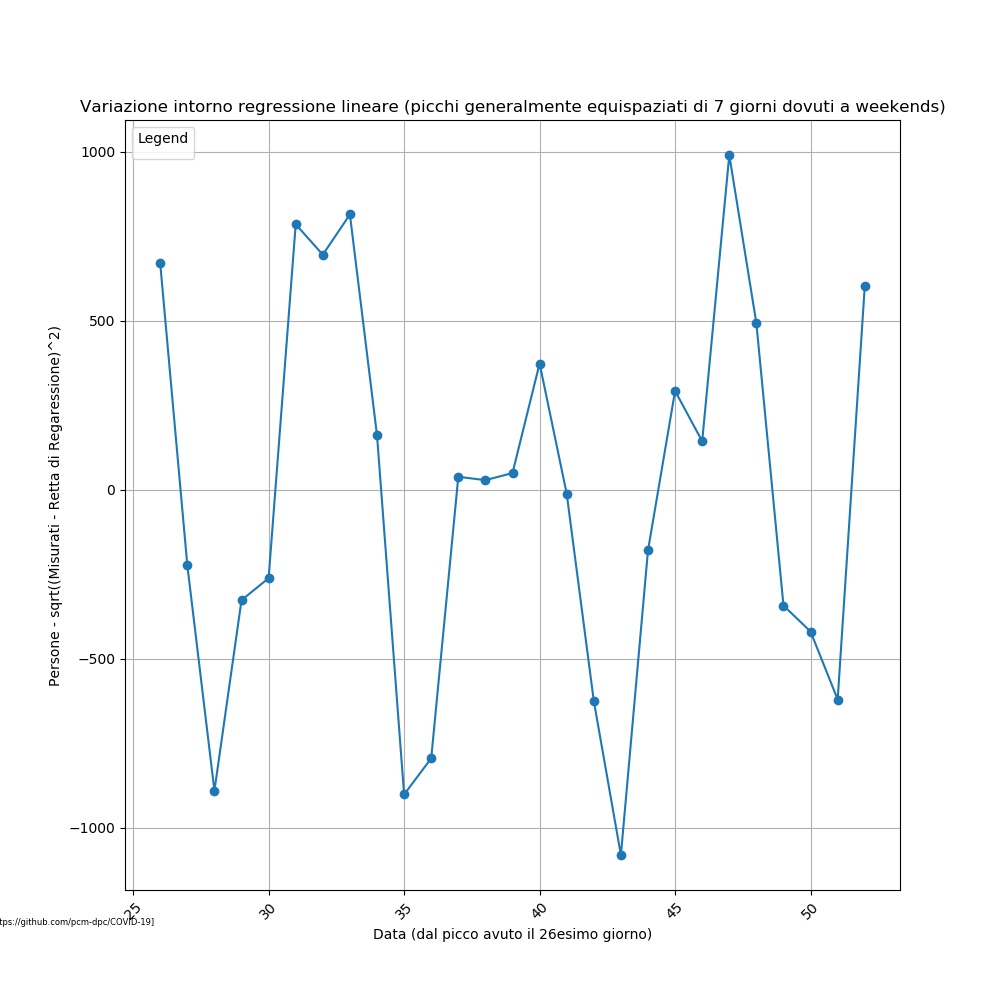 Variazione intorno regressione lineare (picchi generalmente equispaziati di 7 giorni dovuti a weekends)
Legend
1000
500
0
−500
−1000
Persone - sqrt((Misurati - Retta di Regaressione)^2)
25
30
35
40
45
50
tps://github.com/pcm-dpc/COVID-19]
Data (dal picco avuto il 26esimo giorno)